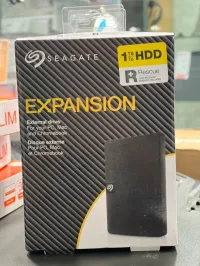 SEAGATE
1TB HDD
Rescue
EXPANSION
External drive
For your PC, Mac
and Chromebook
Disque externe
Pour PC, Mac
et Chromebook